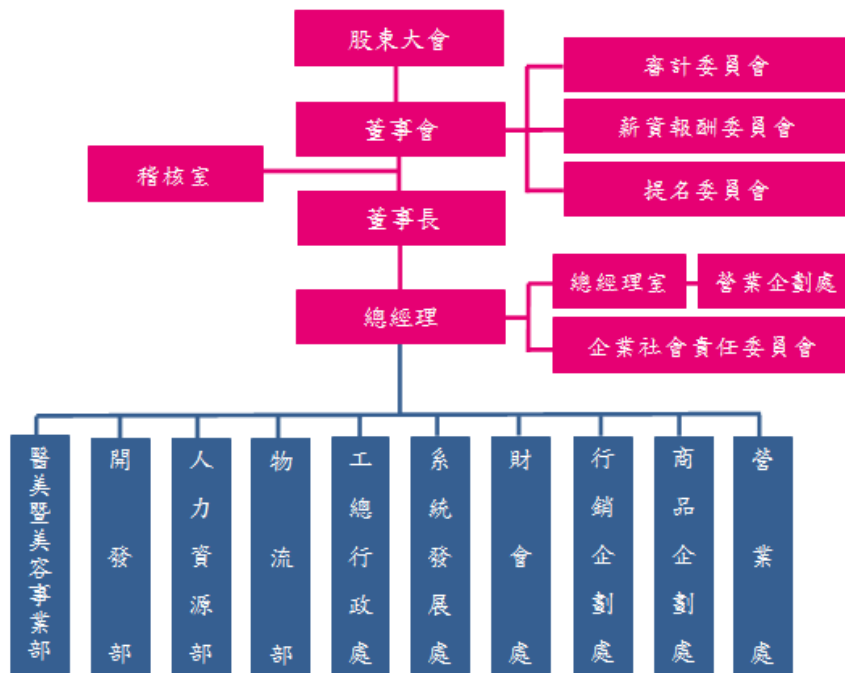 股東大會
審計委員會
董事會
薪資報酬委員會
稽核室
提名委員會
董事長
總經理室
營業企劃處
總經理
企業社會責任委員會
醫美暨美容事業部
開發部
人力資源部
物流部
工總行政處
系統發展處
財會處
行銷企劃處
商品企劃處
營業處